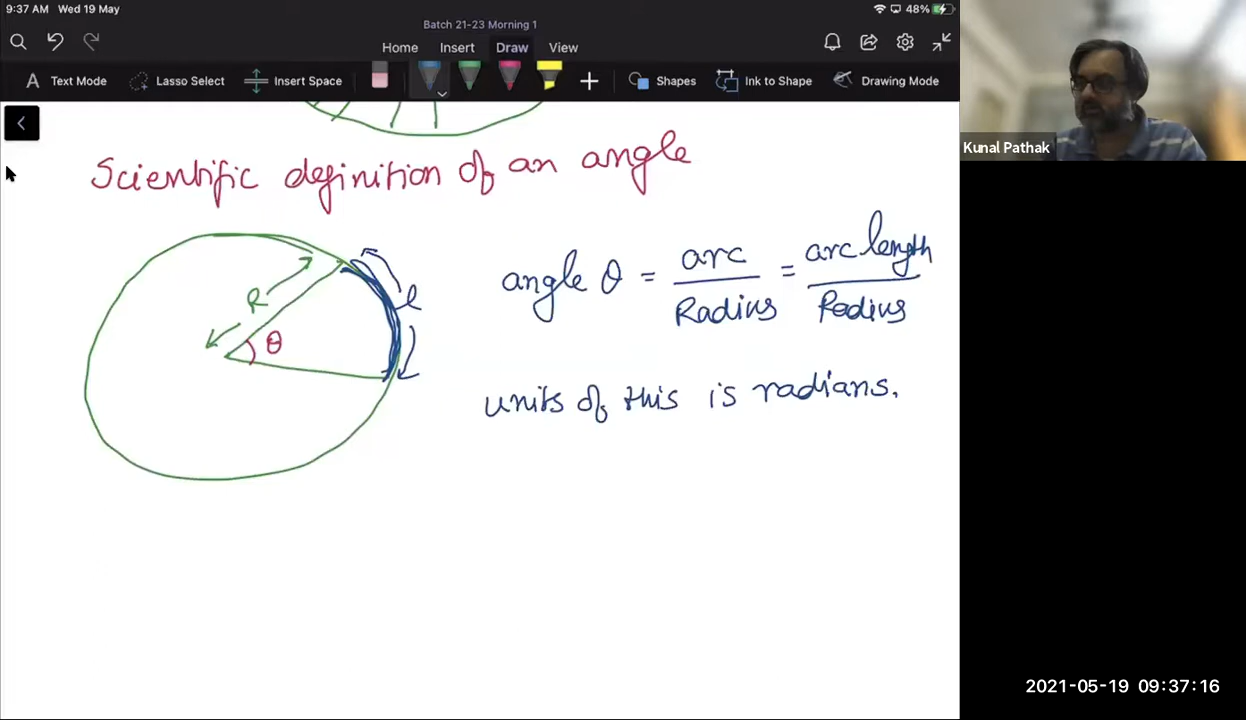 9:37 AM Wed 19 May
48%
Batch 21-23 Morning 1
Home Insert Draw View
Text Mode Lasso Select Insert Space Shapes Ink to Shape Drawing Mode
Kunal Pathak
Scientific definition of an angle
R
θ
l
angle θ = arc / Radius = arc length / Radius
units of this is radians.
2021-05-19 09:37:16